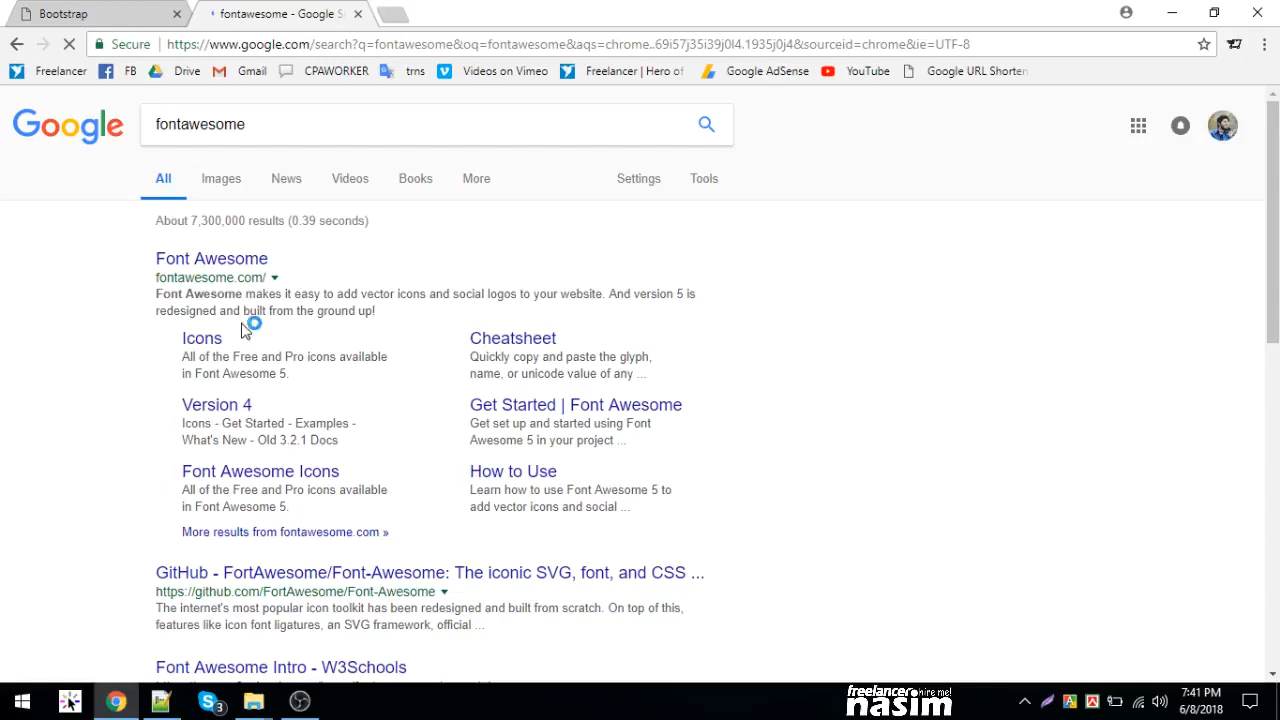 Bootstrap
fontawesome - Google S
Secure
https://www.google.com/search?q=fontawesome&oq=fontawesome&aqs=chrome..69i57j35i39j0l4.1935j0j4&sourceid=chrome&ie=UTF-8
Freelancer
FB
Drive
Gmail
CPAWORKER
trns
Videos on Vimeo
Freelancer | Hero of
Google AdSense
YouTube
Google URL Shorten
Google
fontawesome
All
Images
News
Videos
Books
More
Settings
Tools
About 7,300,000 results (0.39 seconds)
Font Awesome
fontawesome.com/
Font Awesome makes it easy to add vector icons and social logos to your website. And version 5 is
redesigned and built from the ground up!
Icons
All of the Free and Pro icons available
in Font Awesome 5.
Cheatsheet
Quickly copy and paste the glyph,
name, or unicode value of any ...
Version 4
Icons - Get Started - Examples -
What's New - Old 3.2.1 Docs
Get Started | Font Awesome
Get set up and started using Font
Awesome 5 in your project ...
Font Awesome Icons
All of the Free and Pro icons available
in Font Awesome 5.
How to Use
Learn how to use Font Awesome 5 to
add vector icons and social ...
More results from fontawesome.com »
GitHub - FortAwesome/Font-Awesome: The iconic SVG, font, and CSS ...
https://github.com/FortAwesome/Font-Awesome
The internet's most popular icon toolkit has been redesigned and built from scratch. On top of this,
features like icon font ligatures, an SVG framework, official ...
Font Awesome Intro - W3Schools
3
freelancer hire me!
nasim
7:41 PM
6/8/2018